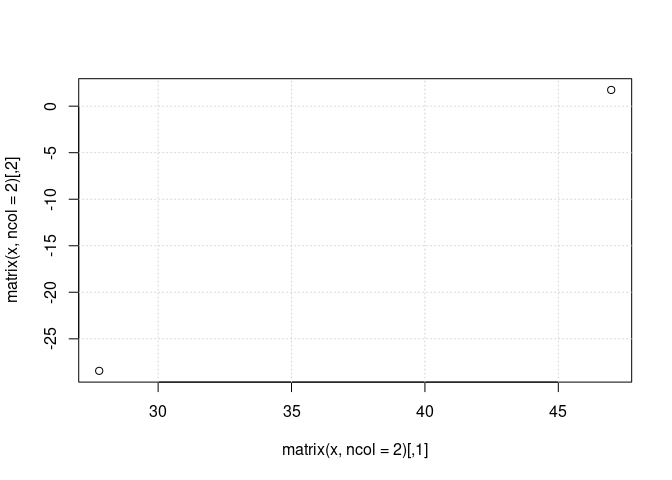 0
-5
-10
-15
-20
-25
matrix(x, ncol = 2)[,2]
30 35 40 45
matrix(x, ncol = 2)[,1]